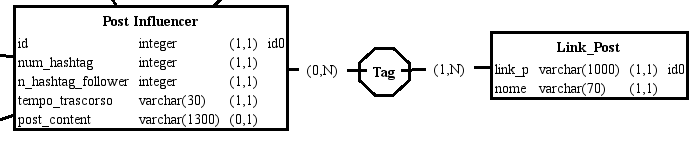 Post Influencer
id integer (1,1) id0
num_hashtag integer (1,1)
n_hashtag_follower integer (1,1)
tempo_trascorso varchar(30) (1,1)
post_content varchar(1300) (0,1)
(0,N) Tag (1,N)
Link_Post
link_p varchar(1000) (1,1) id0
nome varchar(70) (1,1)